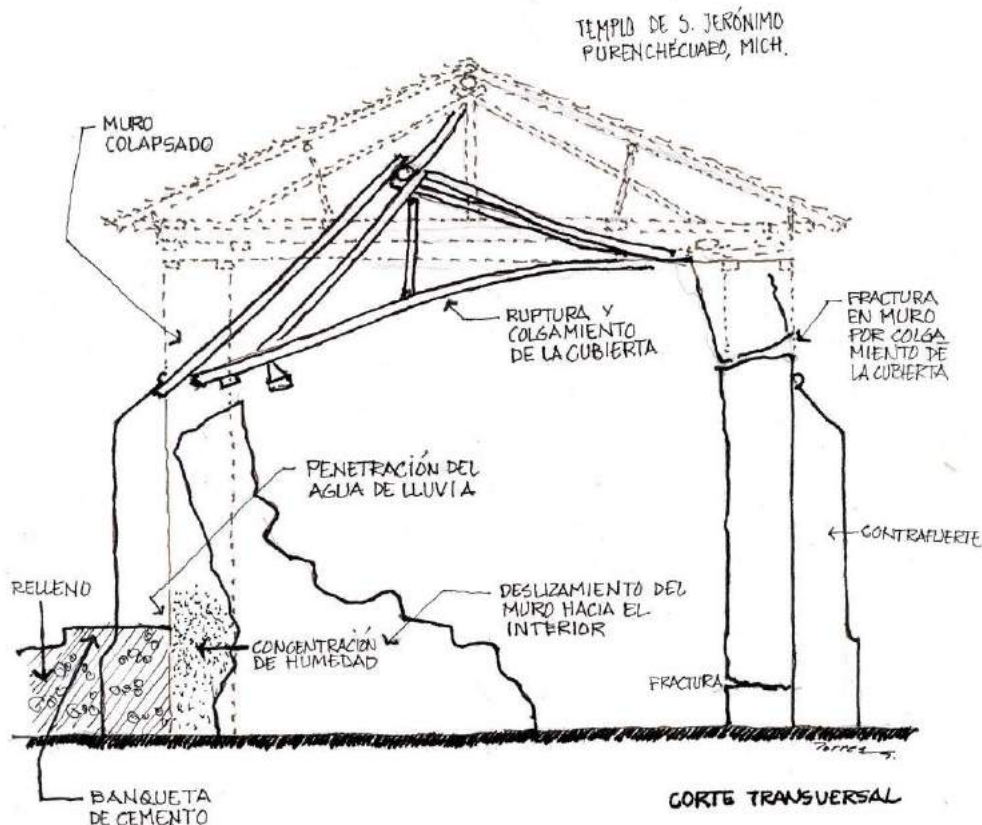 TEMPLO DE S. JERÓNIMO
PURENCHÉCUARO, MICH.
MURO
COLAPSADO
RUPTURA Y
COLGAMIENTO
DE LA CUBIERTA
FRACTURA
EN MURO
POR COLGA
MIENTO DE
LA CUBIERTA
PENETRACIÓN DEL
AGUA DE LLUVIA
CONTRAFUERTE
RELLENO
DESLIZAMIENTO DEL
MURO HACIA EL
INTERIOR
CONCENTRACIÓN
DE HUMEDAD
FRACTURA
BANQUETA
DE CEMENTO
Torres G.
CORTE TRANSVERSAL